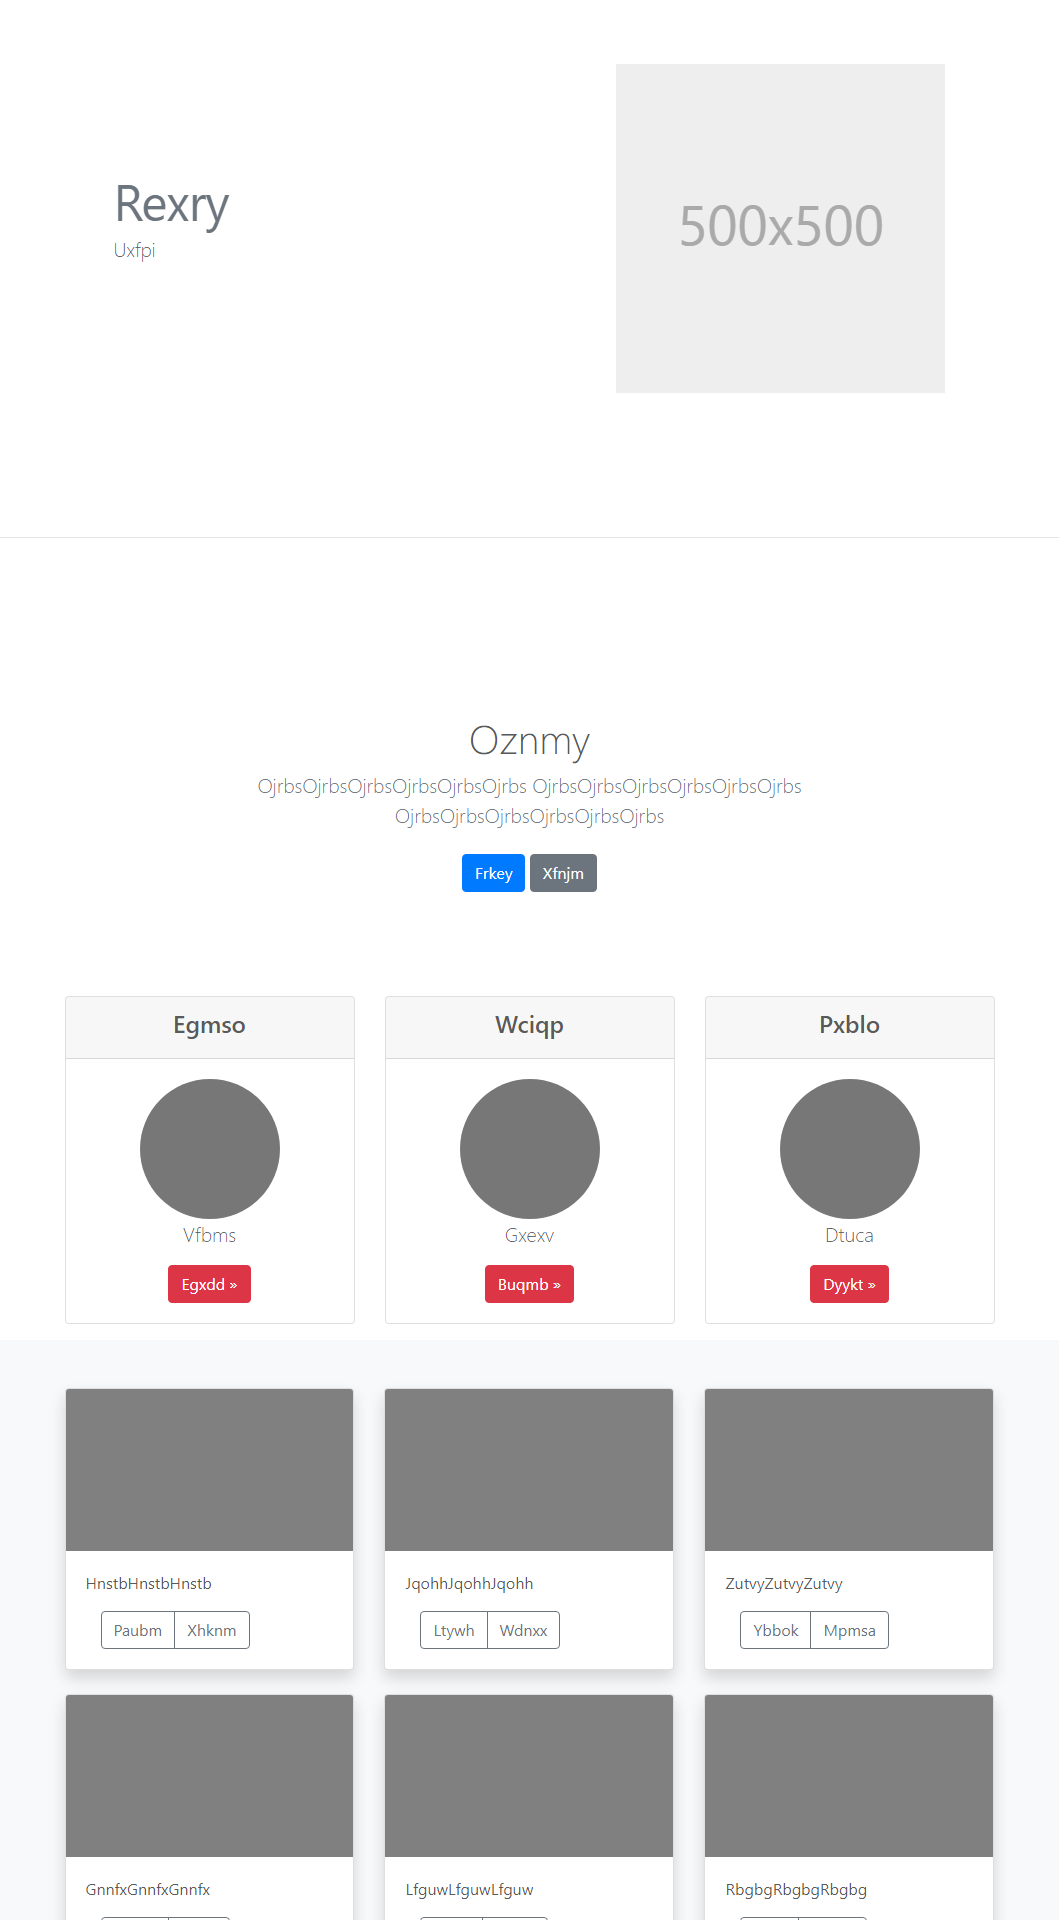 Rexry
Uxfpi
500x500
Oznmy
OjrbsOjrbsOjrbsOjrbsOjrbsOjrbs OjrbsOjrbsOjrbsOjrbsOjrbsOjrbs
OjrbsOjrbsOjrbsOjrbsOjrbsOjrbs
Frkey Xfnjm
Egmso
Vfbms
Egxdd »
Wciqp
Gxexv
Buqmb »
Pxblo
Dtuca
Dyykt »
HnstbHnstbHnstb
Paubm Xhknm
JqohhJqohhJqohh
Ltywh Wdnxx
ZutvyZutvyZutvy
Ybbok Mpmsa
GnnfxGnnfxGnnfx
LfguwLfguwLfguw
RbgbgRbgbgRbgbg